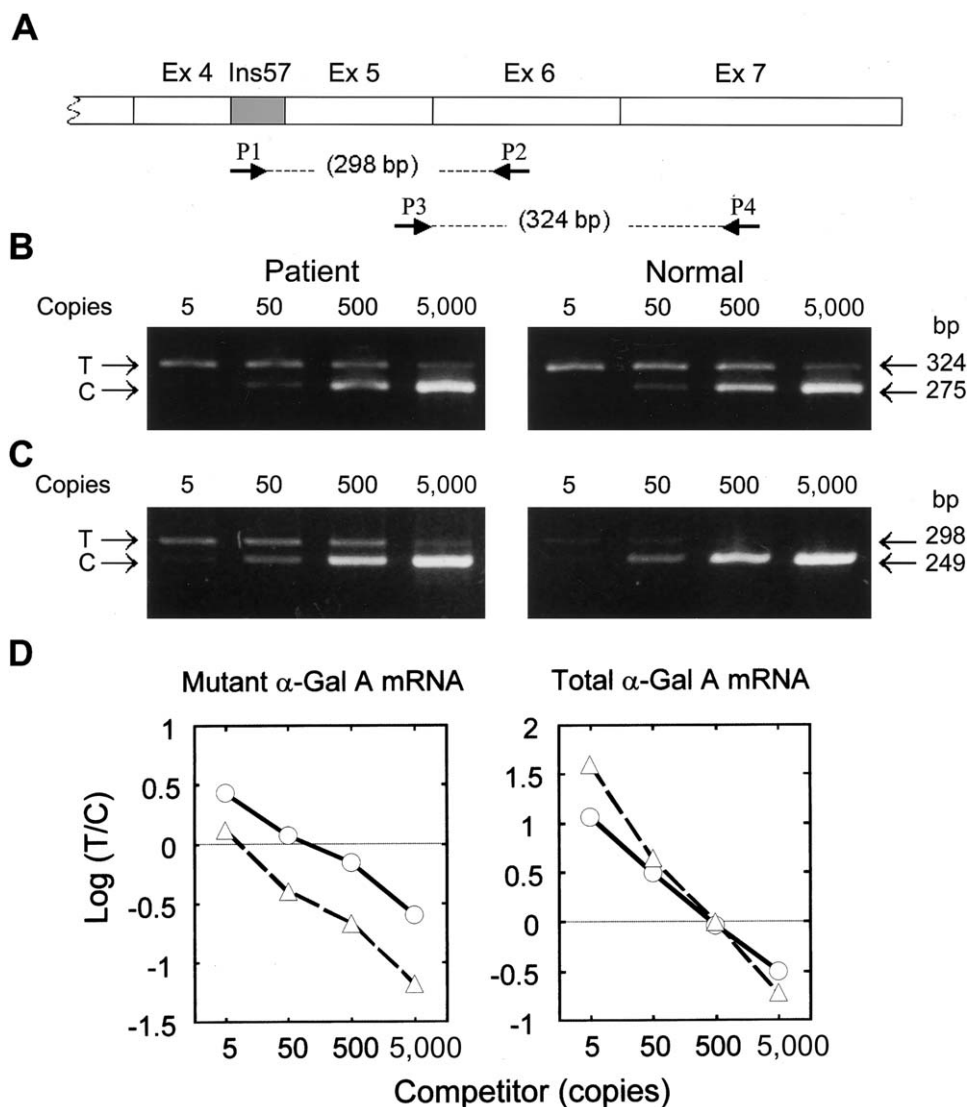 A
Ex 4 Ins57 Ex 5 Ex 6 Ex 7
P1 (298 bp) P2
P3 (324 bp) P4
B
Patient Normal
Copies 5 50 500 5,000 5 50 500 5,000 bp
T 324
C 275
C
Copies 5 50 500 5,000 5 50 500 5,000 bp
T 298
C 249
D
Mutant α-Gal A mRNA Total α-Gal A mRNA
Log (T/C)
1 2
0.5 1.5
0 1
-0.5 0.5
-1 0
-1.5 -0.5
-1
5 50 500 5,000 5 50 500 5,000
Competitor (copies)